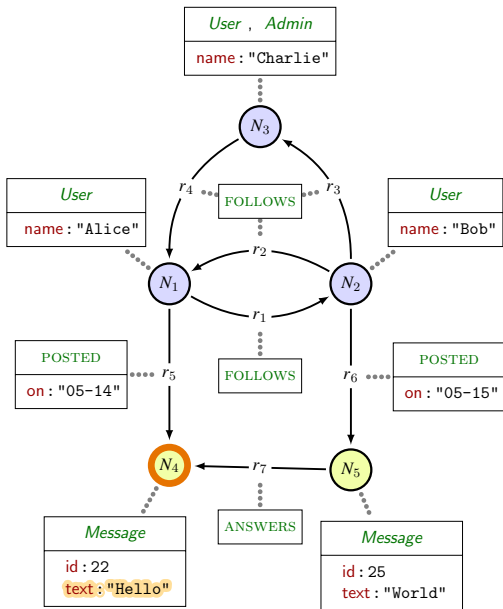 User , Admin
name : "Charlie"
N3
r4
r3
FOLLOWS
User
name : "Alice"
User
name : "Bob"
r2
N1
N2
r1
POSTED
on : "05-14"
r5
FOLLOWS
r6
POSTED
on : "05-15"
N4
r7
N5
ANSWERS
Message
id : 22
text : "Hello"
Message
id : 25
text : "World"